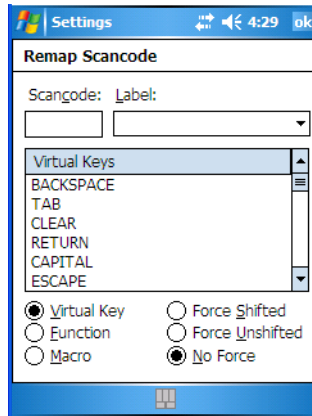 Settings 4:29 ok
Remap Scancode
Scancode: Label:
Virtual Keys
BACKSPACE
TAB
CLEAR
RETURN
CAPITAL
ESCAPE
Virtual Key Force Shifted
Function Force Unshifted
Macro No Force